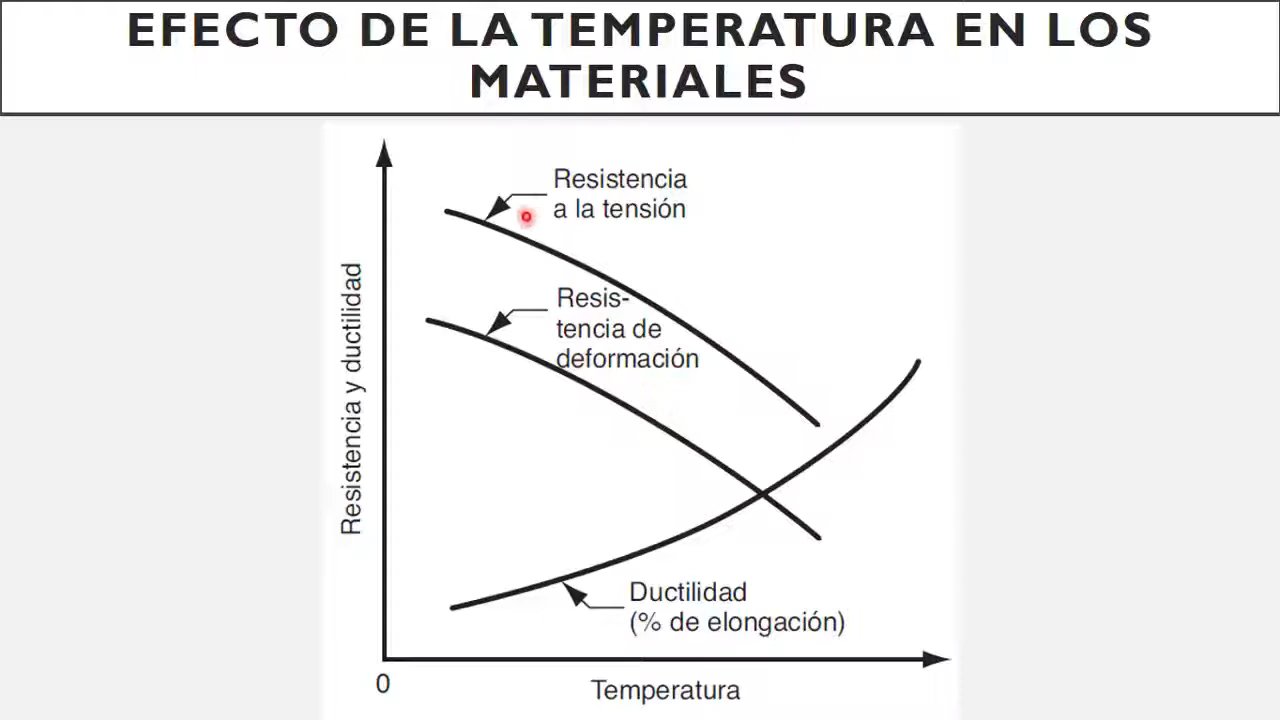 EFECTO DE LA TEMPERATURA EN LOS
MATERIALES
Resistencia
a la tensión
Resis-
tencia de
deformación
Resistencia y ductilidad
Ductilidad
(% de elongación)
0
Temperatura